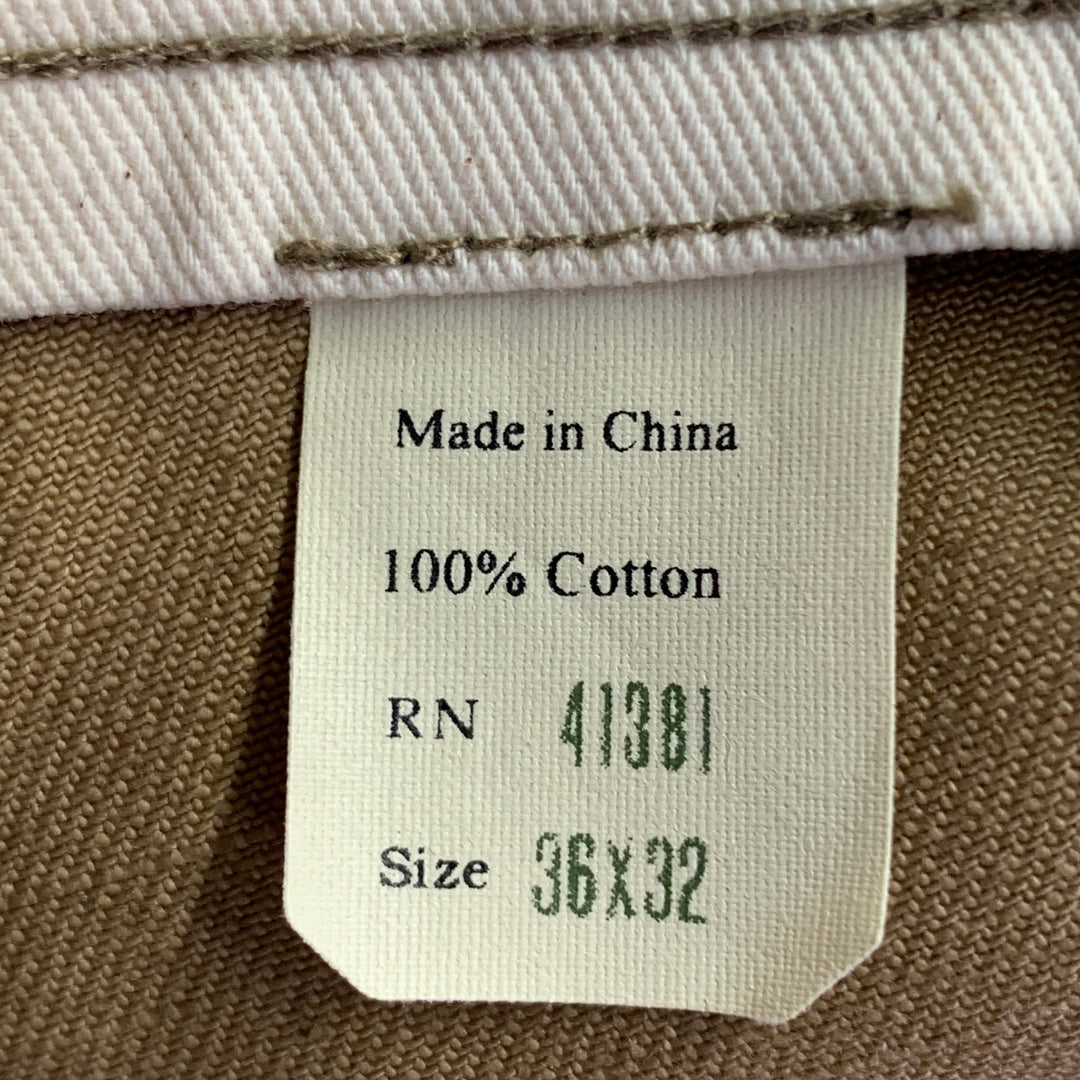 Made in China
100% Cotton
RN 41381
Size 36X32